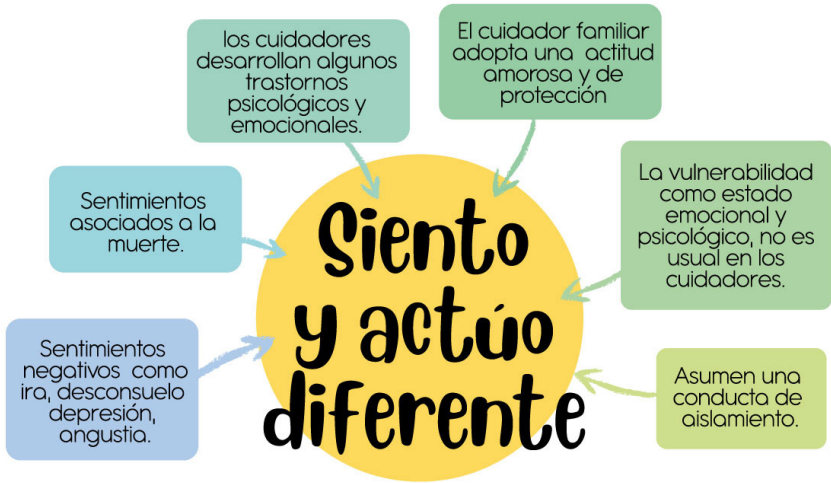 los cuidadores
desarrollan algunos
trastornos
psicológicos y
emocionales.
El cuidador familiar
adopta una actitud
amorosa y de
protección
Sentimientos
asociados a la
muerte.
La vulnerabilidad
como estado
emocional y
psicológico, no es
usual en los
cuidadores.
Siento
y actúo
diferente
Sentimientos
negativos como
ira, desconsuelo
depresión,
angustia.
Asumen una
conducta de
aislamiento.